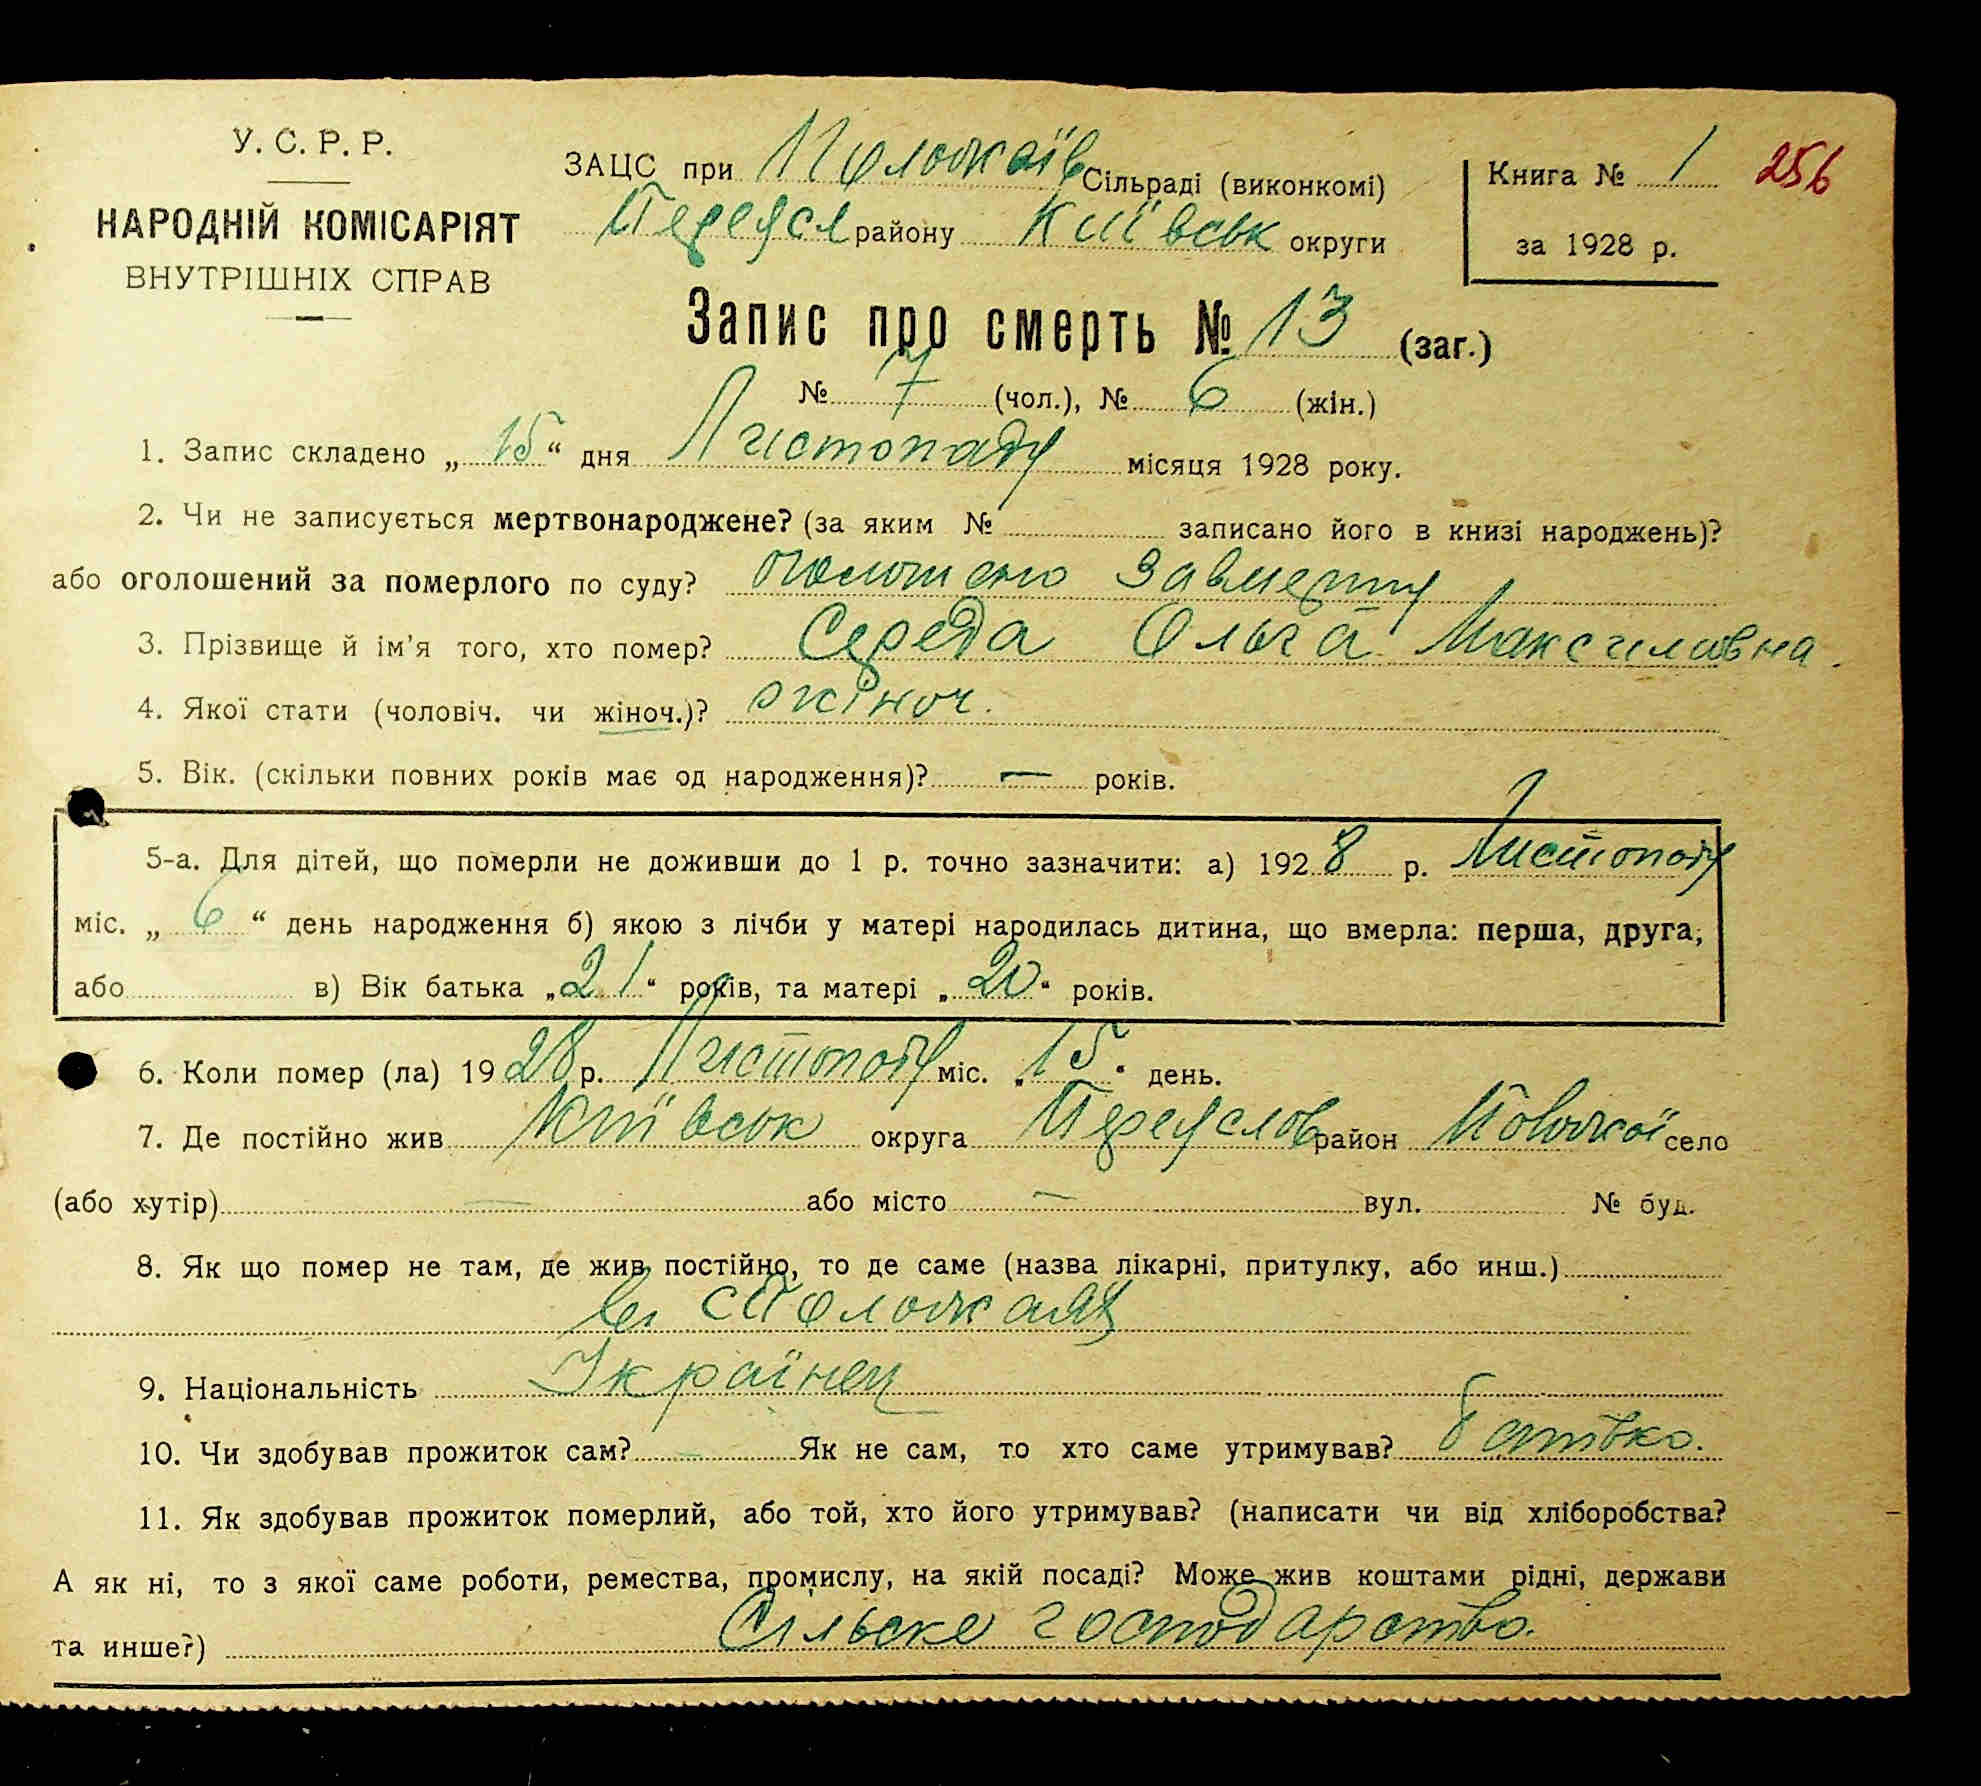 У. С. Р. Р.
НАРОДНІЙ КОМІСАРІЯТ
ВНУТРІШНІХ СПРАВ
ЗАЦС при Положаїв Сільраді (виконкомі)
Переясл району Київськ округи
Книга № 1 256
за 1928 р.
Запис про смерть № 13 (заг.)
№ 7 (чол.), № 6 (жін.)
1. Запис складено „ 15 “ дня Листопаду місяця 1928 року.
2. Чи не записується мертвонароджене? (за яким № записано його в книзі народжень)?
або оголошений за померлого по суду? оголошено
3. Прізвище й ім’я того, хто помер? Середа Ольга Максимовна.
4. Якої стати (чоловіч. чи жіноч.)? жіноч.
5. Вік. (скільки повних років має од народження)? — років.
5-а. Для дітей, що померли не доживши до 1 р. точно зазначити: а) 1928 р. Листопаду
міс. „ 6 “ день народження б) якою з лічби у матері народилась дитина, що вмерла: перша, друга,
або в) Вік батька „ 21 “ років, та матері „ 20 “ років.
6. Коли помер (ла) 1928 р. Листопаду міс. „ 15 “ день.
7. Де постійно жив Київськ округа Переяслов район село
(або хутір) — або місто — вул. № буд.
8. Як що помер не там, де жив постійно, то де саме (назва лікарні, притулку, або инш.)
9. Національність Українец
10. Чи здобував прожиток сам? — Як не сам, то хто саме утримував? батько.
11. Як здобував прожиток померлий, або той, хто його утримував? (написати чи від хліборобства?
А як ні, то з якої саме роботи, ремества, промислу, на якій посаді? Може жив коштами рідні, держави
та инше?) Сільске господарство.